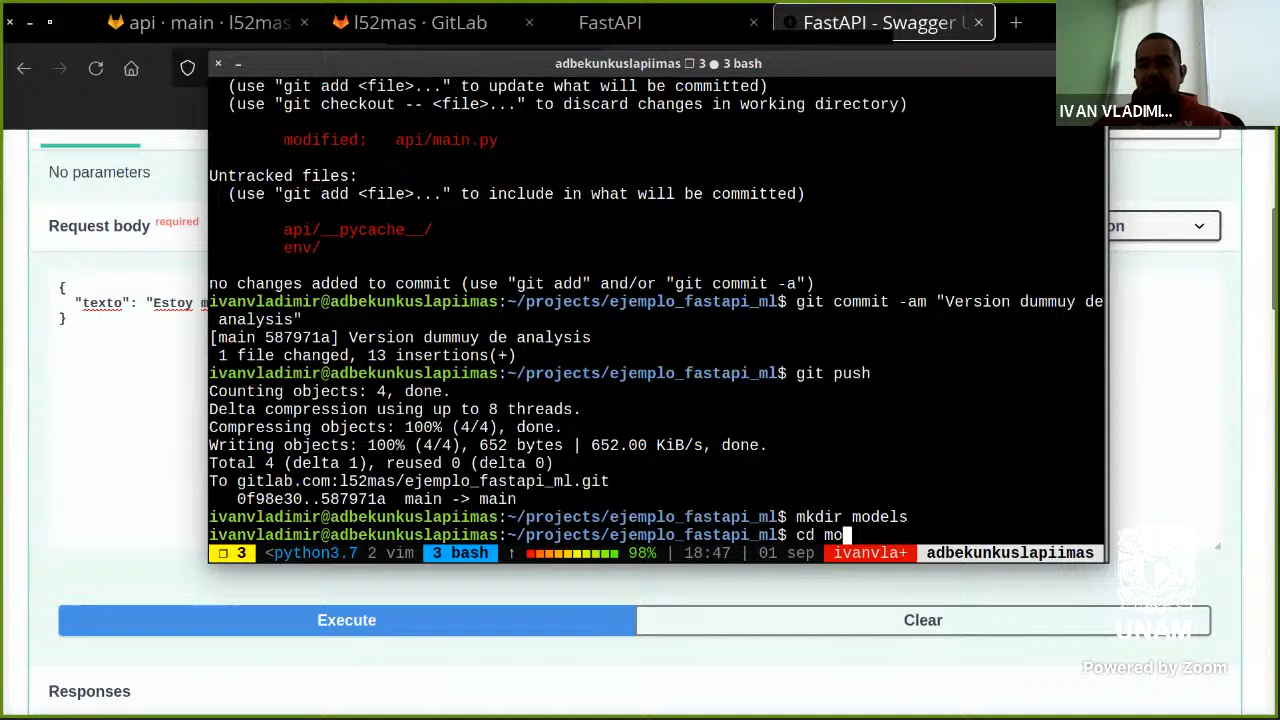 api · main · l52mas
l52mas · GitLab
FastAPI
FastAPI - Swagger U
adbekunkuslapiimas ❐ 3 ● 3 bash
IVAN VLADIMI...
(use "git add <file>..." to update what will be committed)
(use "git checkout -- <file>..." to discard changes in working directory)
modified:   api/main.py
Untracked files:
(use "git add <file>..." to include in what will be committed)
api/__pycache__/
env/
no changes added to commit (use "git add" and/or "git commit -a")
ivanvladimir@adbekunkuslapiimas:~/projects/ejemplo_fastapi_ml$ git commit -am "Version dummuy de
analysis"
[main 587971a] Version dummuy de analysis
1 file changed, 13 insertions(+)
ivanvladimir@adbekunkuslapiimas:~/projects/ejemplo_fastapi_ml$ git push
Counting objects: 4, done.
Delta compression using up to 8 threads.
Compressing objects: 100% (4/4), done.
Writing objects: 100% (4/4), 652 bytes | 652.00 KiB/s, done.
Total 4 (delta 1), reused 0 (delta 0)
To gitlab.com:l52mas/ejemplo_fastapi_ml.git
0f98e30..587971a  main -> main
ivanvladimir@adbekunkuslapiimas:~/projects/ejemplo_fastapi_ml$ mkdir models
ivanvladimir@adbekunkuslapiimas:~/projects/ejemplo_fastapi_ml$ cd mo
❐ 3 <python3.7 2 vim 3 bash ↑ 98% | 18:47 | 01 sep ivanvla+ adbekunkuslapiimas
No parameters
Request body required
on
{
"texto": "Estoy m
}
Execute
Clear
Responses
UNAM
Powered by Zoom